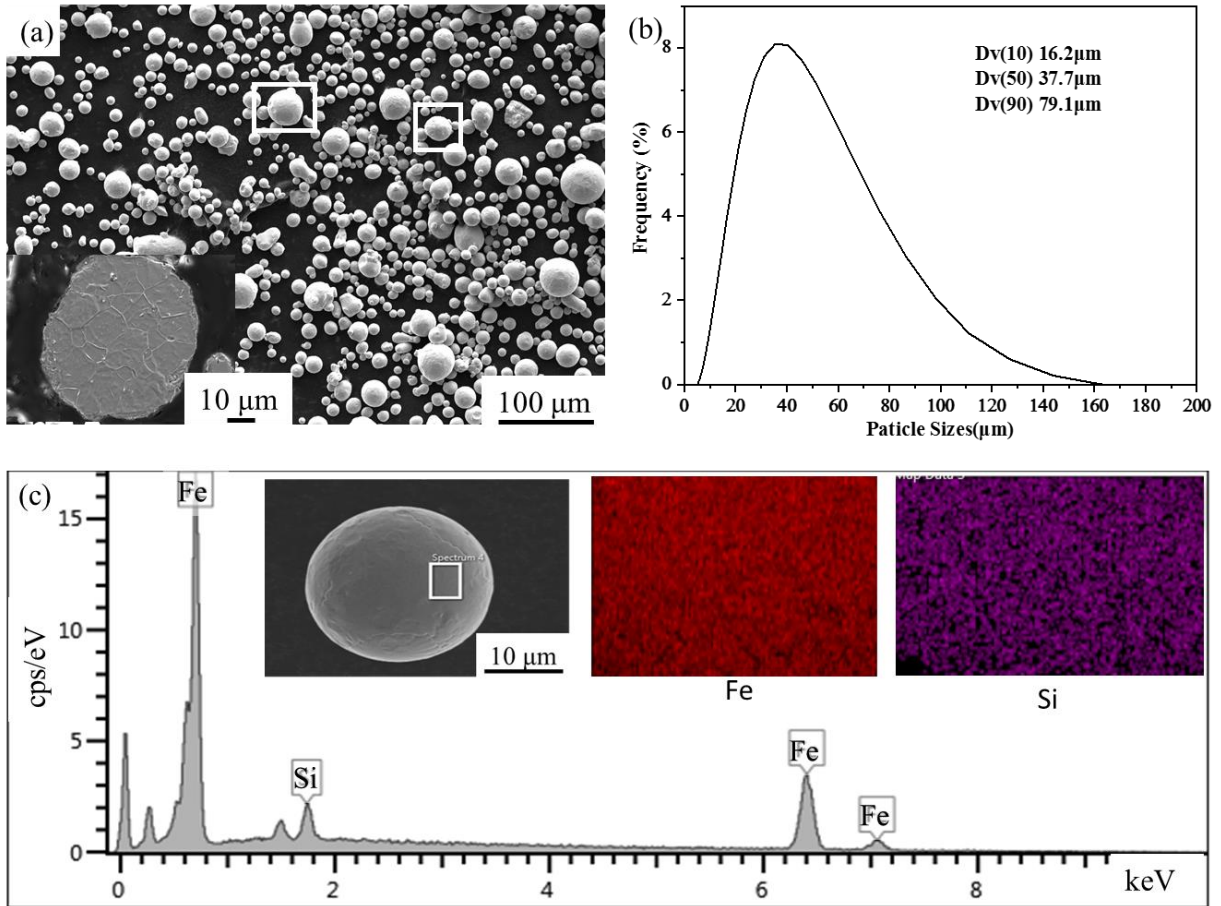 (a)
10 μm
100 μm
(b)
Dv(10) 16.2μm
Dv(50) 37.7μm
Dv(90) 79.1μm
Frequency (%)
8
6
4
2
0
0 20 40 60 80 100 120 140 160 180 200
Paticle Sizes(μm)
(c)
Fe
Spectrum 4
10 μm
Fe
Si
Si
Fe
Fe
cps/eV
15
10
5
0
0 2 4 6 8
keV